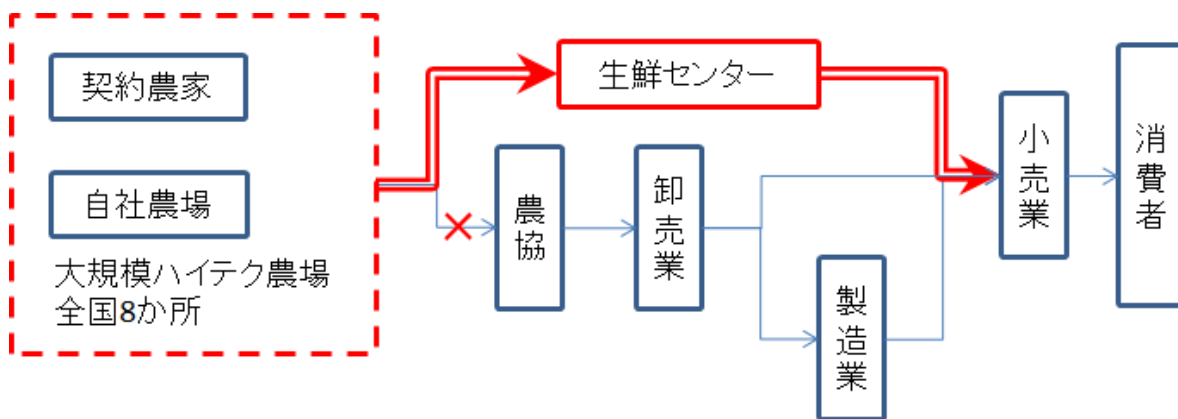 契約農家
自社農場
大規模ハイテク農場
全国8か所
生鮮センター
農協
卸売業
製造業
小売業
消費者